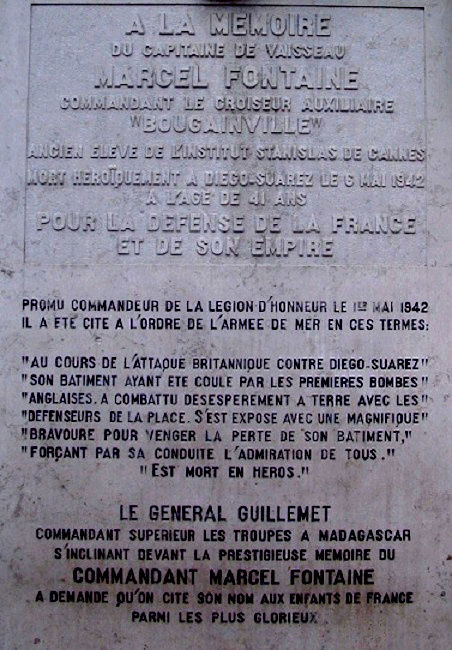 A LA MEMOIRE
DU CAPITAINE DE VAISSEAU
MARCEL FONTAINE
COMMANDANT LE CROISEUR AUXILIAIRE
"BOUGAINVILLE"
ANCIEN ELEVE DE L'INSTITUT STANISLAS DE CANNES
MORT HEROÏQUEMENT A DIEGO-SUAREZ LE 6 MAI 1942
A L'AGE DE 41 ANS
POUR LA DEFENSE DE LA FRANCE
ET DE SON EMPIRE
PROMU COMMANDEUR DE LA LEGION D'HONNEUR LE 1ER MAI 1942
IL A ETE CITE A L'ORDRE DE L'ARMEE DE MER EN CES TERMES:
"AU COURS DE L'ATTAQUE BRITANNIQUE CONTRE DIEGO-SUAREZ"
"SON BATIMENT AYANT ETE COULE PAR LES PREMIERES BOMBES"
"ANGLAISES. A COMBATTU DESESPEREMENT A TERRE AVEC LES"
"DEFENSEURS DE LA PLACE. S'EST EXPOSE AVEC UNE MAGNIFIQUE"
"BRAVOURE POUR VENGER LA PERTE DE SON BATIMENT,"
"FORÇANT PAR SA CONDUITE L'ADMIRATION DE TOUS."
"EST MORT EN HEROS."
LE GENERAL GUILLEMET
COMMANDANT SUPERIEUR LES TROUPES A MADAGASCAR
S'INCLINANT DEVANT LA PRESTIGIEUSE MEMOIRE DU
COMMANDANT MARCEL FONTAINE
A DEMANDE QU'ON CITE SON NOM AUX ENFANTS DE FRANCE
PARMI LES PLUS GLORIEUX